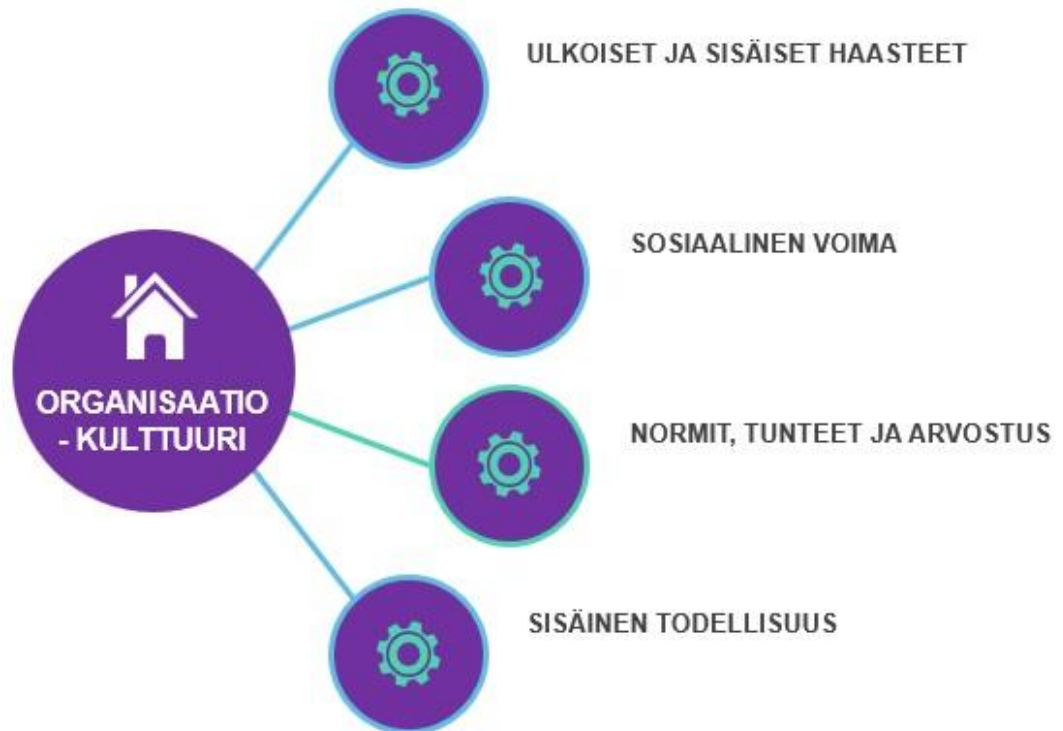 ULKOISET JA SISÄISET HAASTEET
SOSIAALINEN VOIMA
ORGANISAATIO
- KULTTUURI
NORMIT, TUNTEET JA ARVOSTUS
SISÄINEN TODELLISUUS